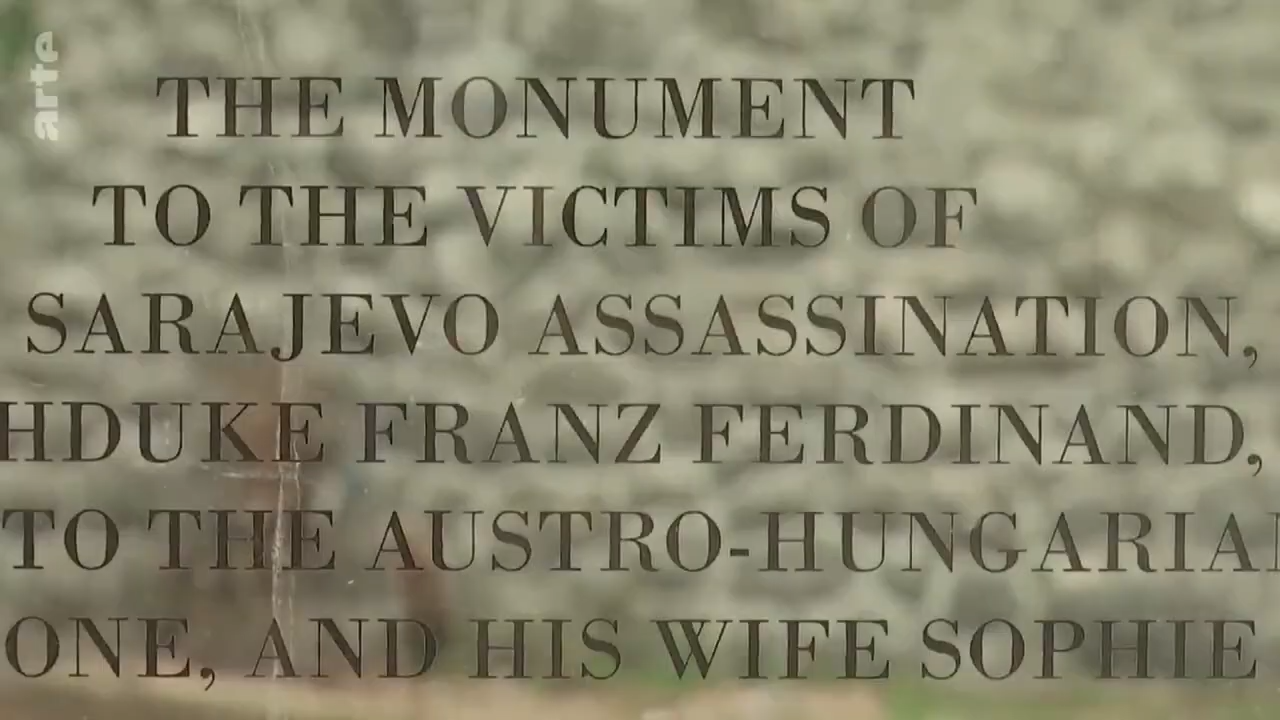 arte
THE MONUMENT
TO THE VICTIMS OF
SARAJEVO ASSASSINATION,
HDUKE FRANZ FERDINAND,
TO THE AUSTRO-HUNGARIA
ONE, AND HIS WIFE SOPHIE